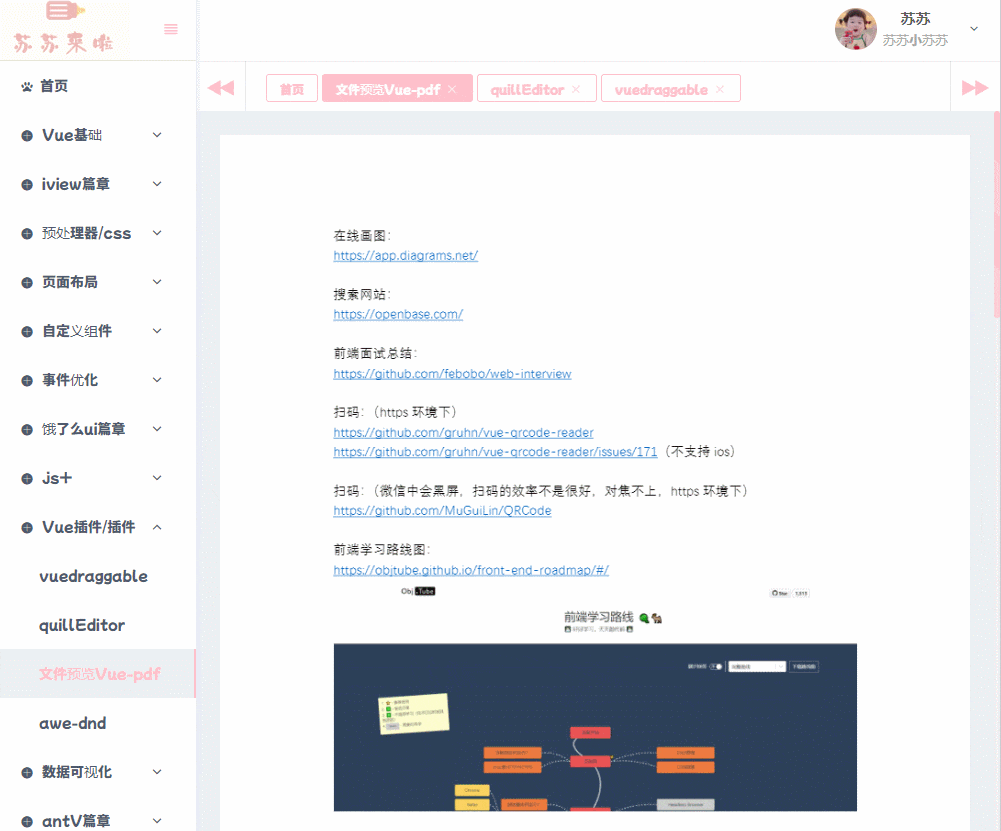 苏苏来啦
苏苏
苏苏小苏苏
首页
Vue基础
iview篇章
预处理器/css
页面布局
自定义组件
事件优化
饿了么ui篇章
js+
Vue插件/插件
vuedraggable
quillEditor
文件预览Vue-pdf
awe-dnd
数据可视化
antV篇章
首页
文件预览Vue-pdf ×
quillEditor ×
vuedraggable ×
在线画图：
https://app.diagrams.net/
搜索网站：
https://openbase.com/
前端面试总结：
https://github.com/febobo/web-interview
扫码：（https 环境下）
https://github.com/gruhn/vue-qrcode-reader
https://github.com/gruhn/vue-qrcode-reader/issues/171（不支持 ios）
扫码：（微信中会黑屏，扫码的效率不是很好，对焦不上，https 环境下）
https://github.com/MuGuiLin/QRCode
前端学习路线图：
https://objtube.github.io/front-end-roadmap/#/
Obj.Tube
Star
前端学习路线